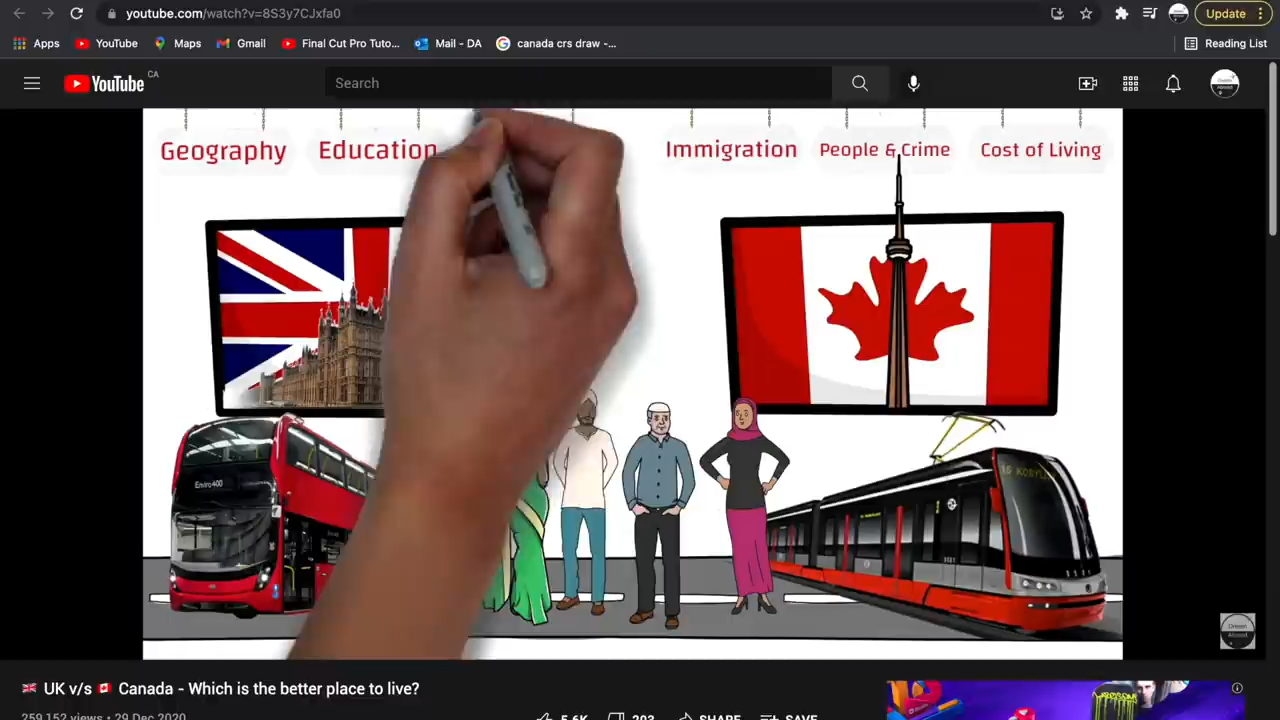 youtube.com/watch?v=8S3y7CJxfa0
Update
Apps YouTube Maps Gmail Final Cut Pro Tuto... Mail - DA canada crs draw -... Reading List
YouTube CA
Search
Geography Education Immigration People & Crime Cost of Living
Enviro400
UK v/s Canada - Which is the better place to live?
259,152 views • 29 Dec 2020
5.6K 203 SHARE SAVE